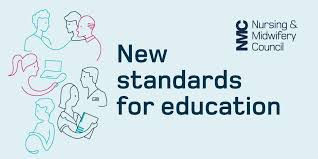 NMC
Nursing &
Midwifery
Council
New
standards
for education